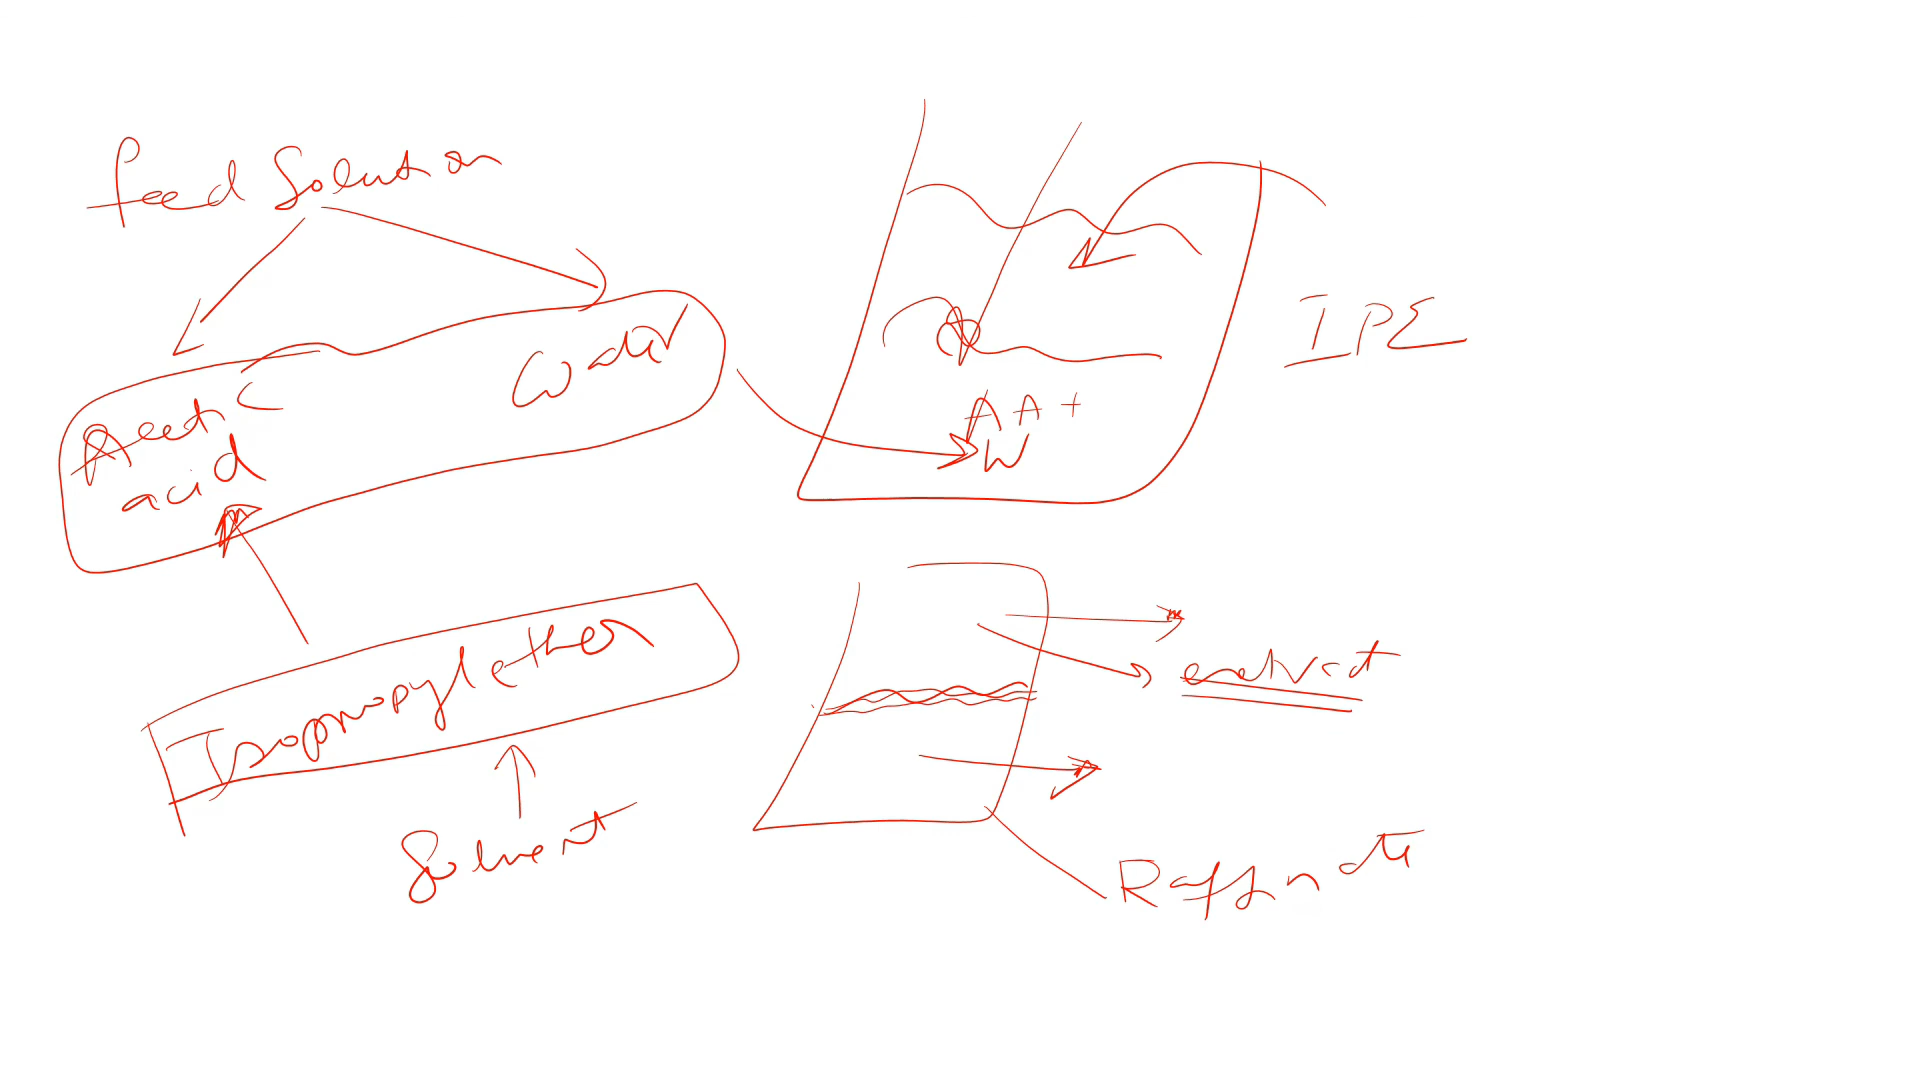 feed Solution
Acetic
acid
Water
Isopropylether
Solvent
IPE
AA +
W
extract
Raffinate